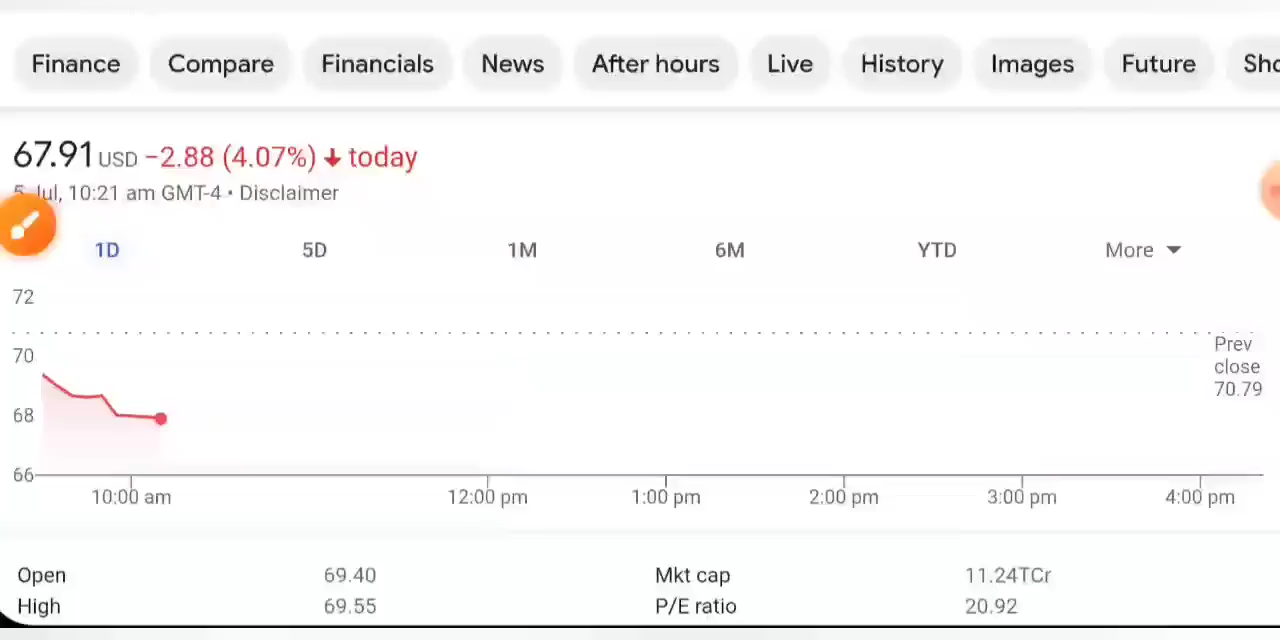 Finance Compare Financials News After hours Live History Images Future Sho
67.91 USD −2.88 (4.07%) ↓ today
5 Jul, 10:21 am GMT-4 • Disclaimer
1D 5D 1M 6M YTD More
72
70
68
66
Prev
close
70.79
10:00 am 12:00 pm 1:00 pm 2:00 pm 3:00 pm 4:00 pm
Open 69.40 Mkt cap 11.24TCr
High 69.55 P/E ratio 20.92